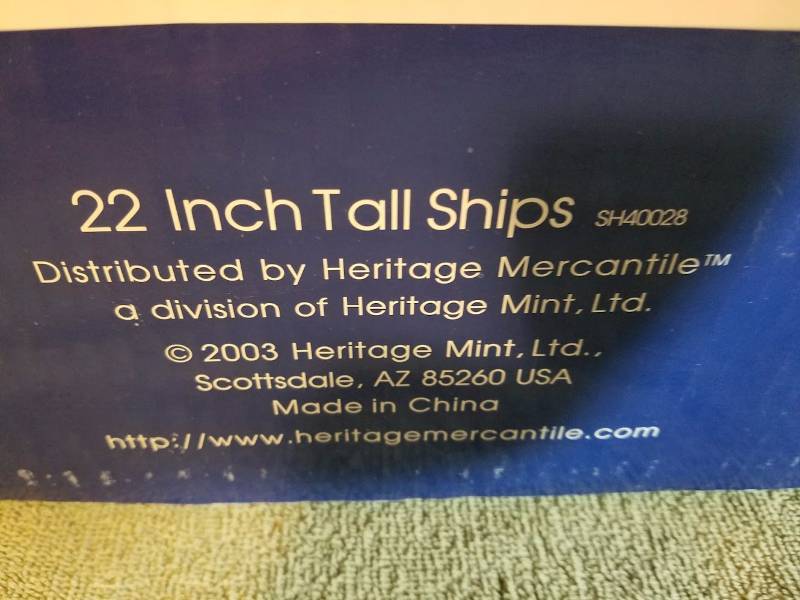 22 Inch Tall Ships SH40028
Distributed by Heritage Mercantile™
a division of Heritage Mint, Ltd.
© 2003 Heritage Mint, Ltd.,
Scottsdale, AZ 85260 USA
Made in China
http://www.heritagemercantile.com